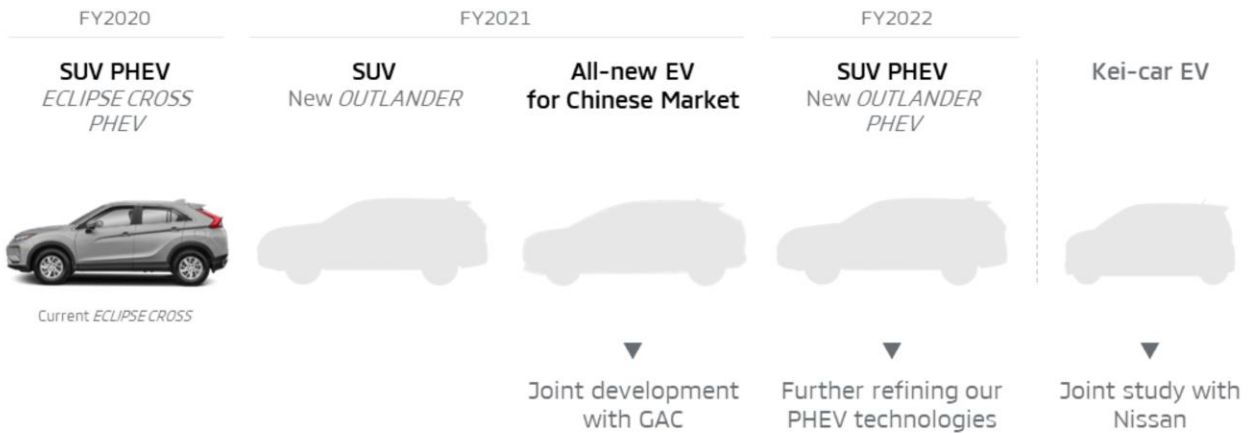 FY2020
FY2021
FY2022
SUV PHEV
ECLIPSE CROSS
PHEV
SUV
New OUTLANDER
All-new EV
for Chinese Market
SUV PHEV
New OUTLANDER
PHEV
Kei-car EV
Current ECLIPSE CROSS
Joint development
with GAC
Further refining our
PHEV technologies
Joint study with
Nissan